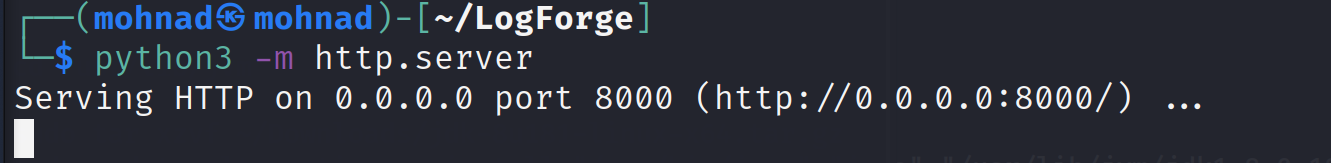 ┌──(mohnad㉿mohnad)-[~/LogForge]
└─$ python3 -m http.server
Serving HTTP on 0.0.0.0 port 8000 (http://0.0.0.0:8000/) ...